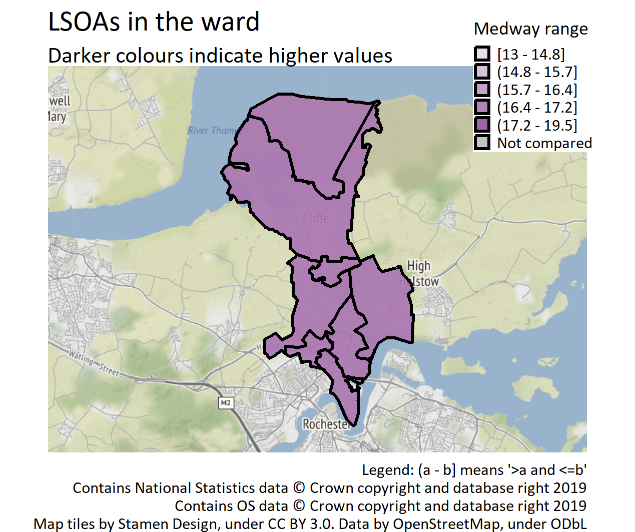 LSOAs in the ward
Darker colours indicate higher values
Medway range
[13 - 14.8]
(14.8 - 15.7]
(15.7 - 16.4]
(16.4 - 17.2]
(17.2 - 19.5]
Not compared
well
Mary
River Tham
Cliffe
High
lstow
Watling-Street
M2
Rochester
Legend: (a - b] means '>a and <=b'
Contains National Statistics data © Crown copyright and database right 2019
Contains OS data © Crown copyright and database right 2019
Map tiles by Stamen Design, under CC BY 3.0. Data by OpenStreetMap, under ODbL